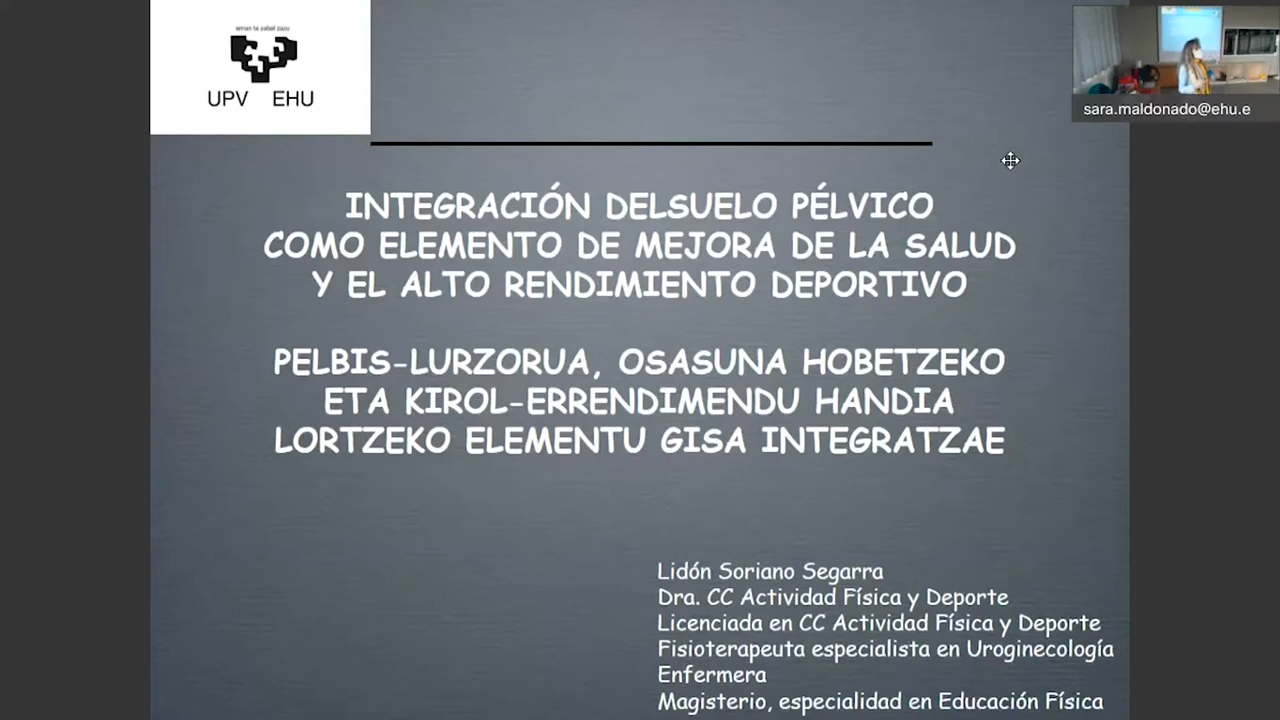 eman ta zabal zazu
UPV EHU
sara.maldonado@ehu.e
INTEGRACIÓN DELSUELO PÉLVICO
COMO ELEMENTO DE MEJORA DE LA SALUD
Y EL ALTO RENDIMIENTO DEPORTIVO
PELBIS-LURZORUA, OSASUNA HOBETZEKO
ETA KIROL-ERRENDIMENDU HANDIA
LORTZEKO ELEMENTU GISA INTEGRATZAE
Lidón Soriano Segarra
Dra. CC Actividad Física y Deporte
Licenciada en CC Actividad Física y Deporte
Fisioterapeuta especialista en Uroginecología
Enfermera
Magisterio, especialidad en Educación Física